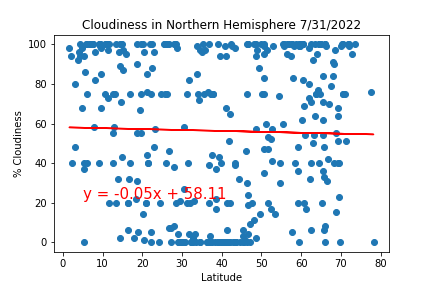 Cloudiness in Northern Hemisphere 7/31/2022
100
80
60
40
20
0
% Cloudiness
y = -0.05x + 58.11
0 10 20 30 40 50 60 70 80
Latitude